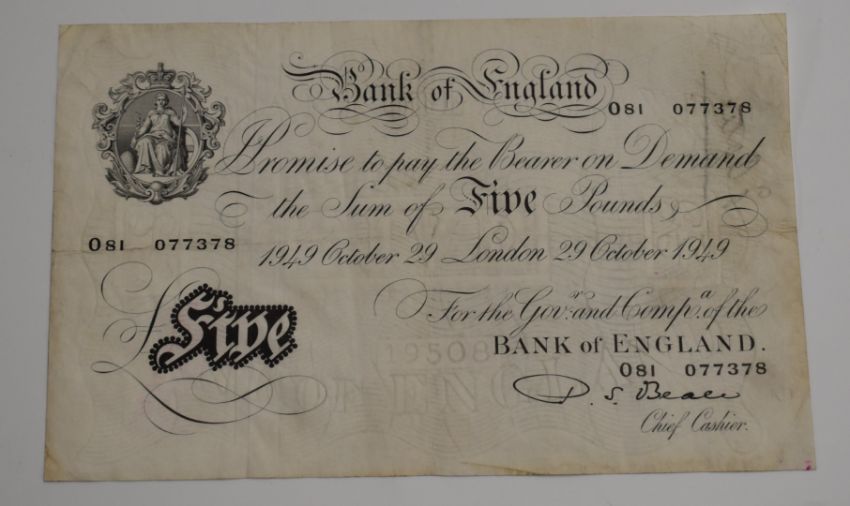 Bank of England
O81 077378
I Promise to pay the Bearer on Demand
the Sum of Five Pounds
O81 077378
1949 October 29 London 29 October 1949
For the Govr. and Compa. of the
BANK of ENGLAND.
O81 077378
£Five
P. S. Beale
Chief Cashier.